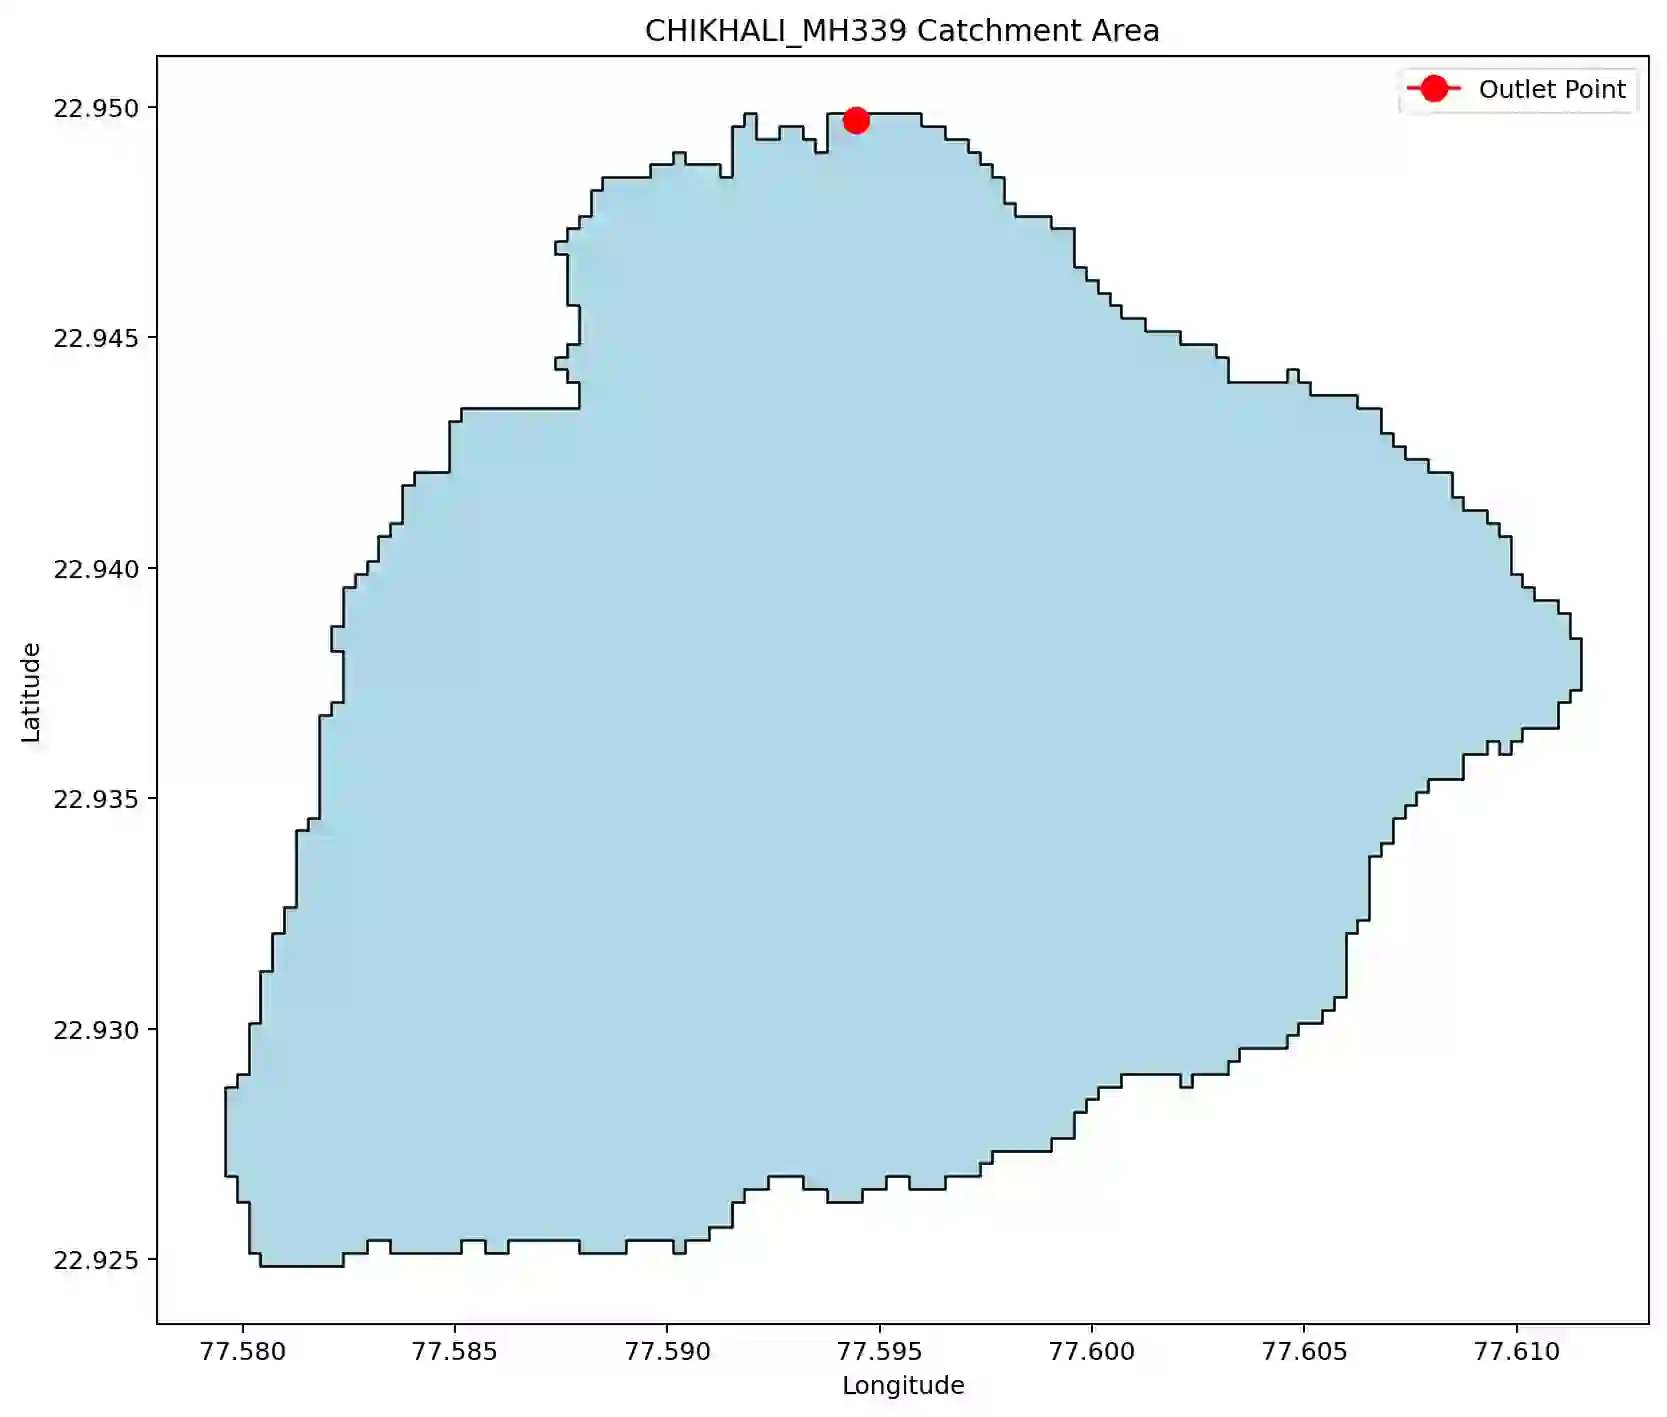 CHIKHALI_MH339 Catchment Area
Outlet Point
22.950
22.945
22.940
22.935
22.930
22.925
Latitude
77.580 77.585 77.590 77.595 77.600 77.605 77.610
Longitude